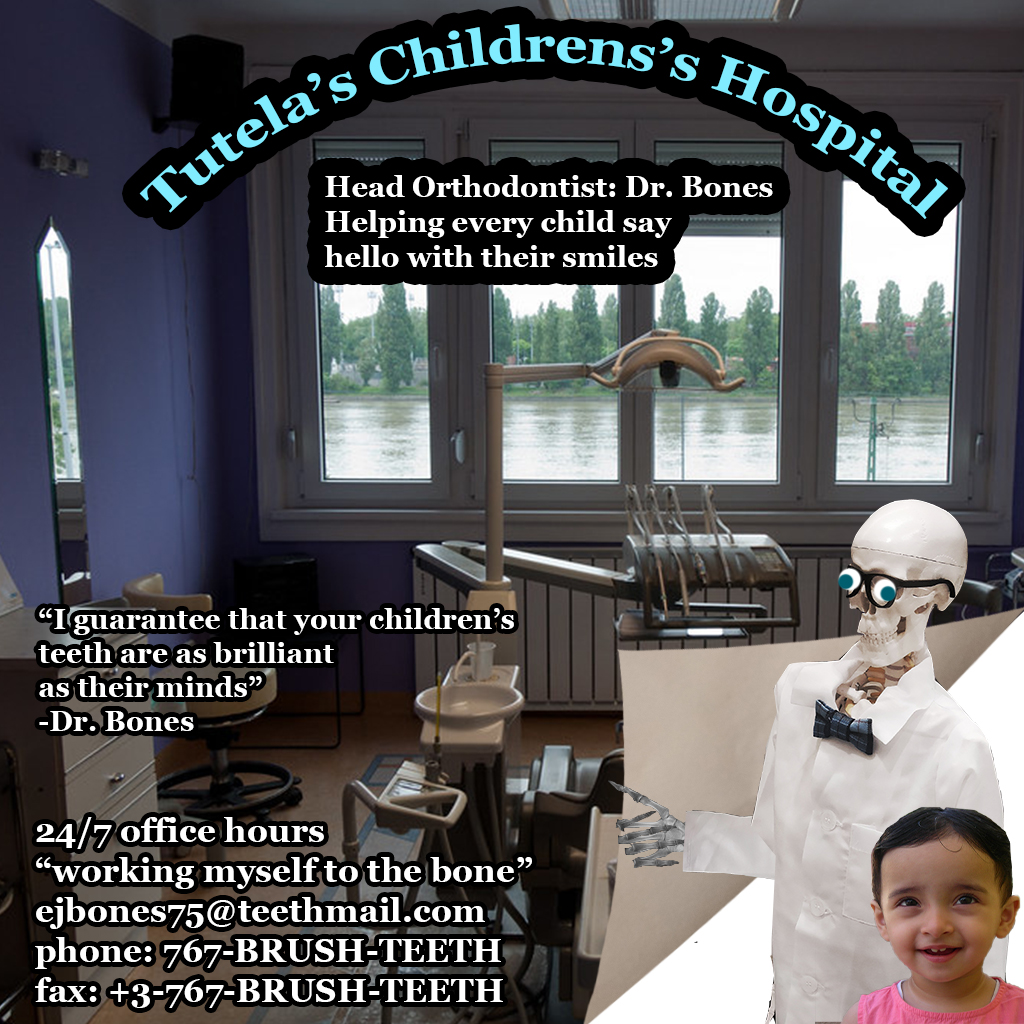 Tutela’s Childrens’s Hospital
Head Orthodontist: Dr. Bones
Helping every child say
hello with their smiles
“I guarantee that your children’s
teeth are as brilliant
as their minds”
-Dr. Bones
24/7 office hours
“working myself to the bone”
ejbones75@teethmail.com
phone: 767-BRUSH-TEETH
fax: +3-767-BRUSH-TEETH